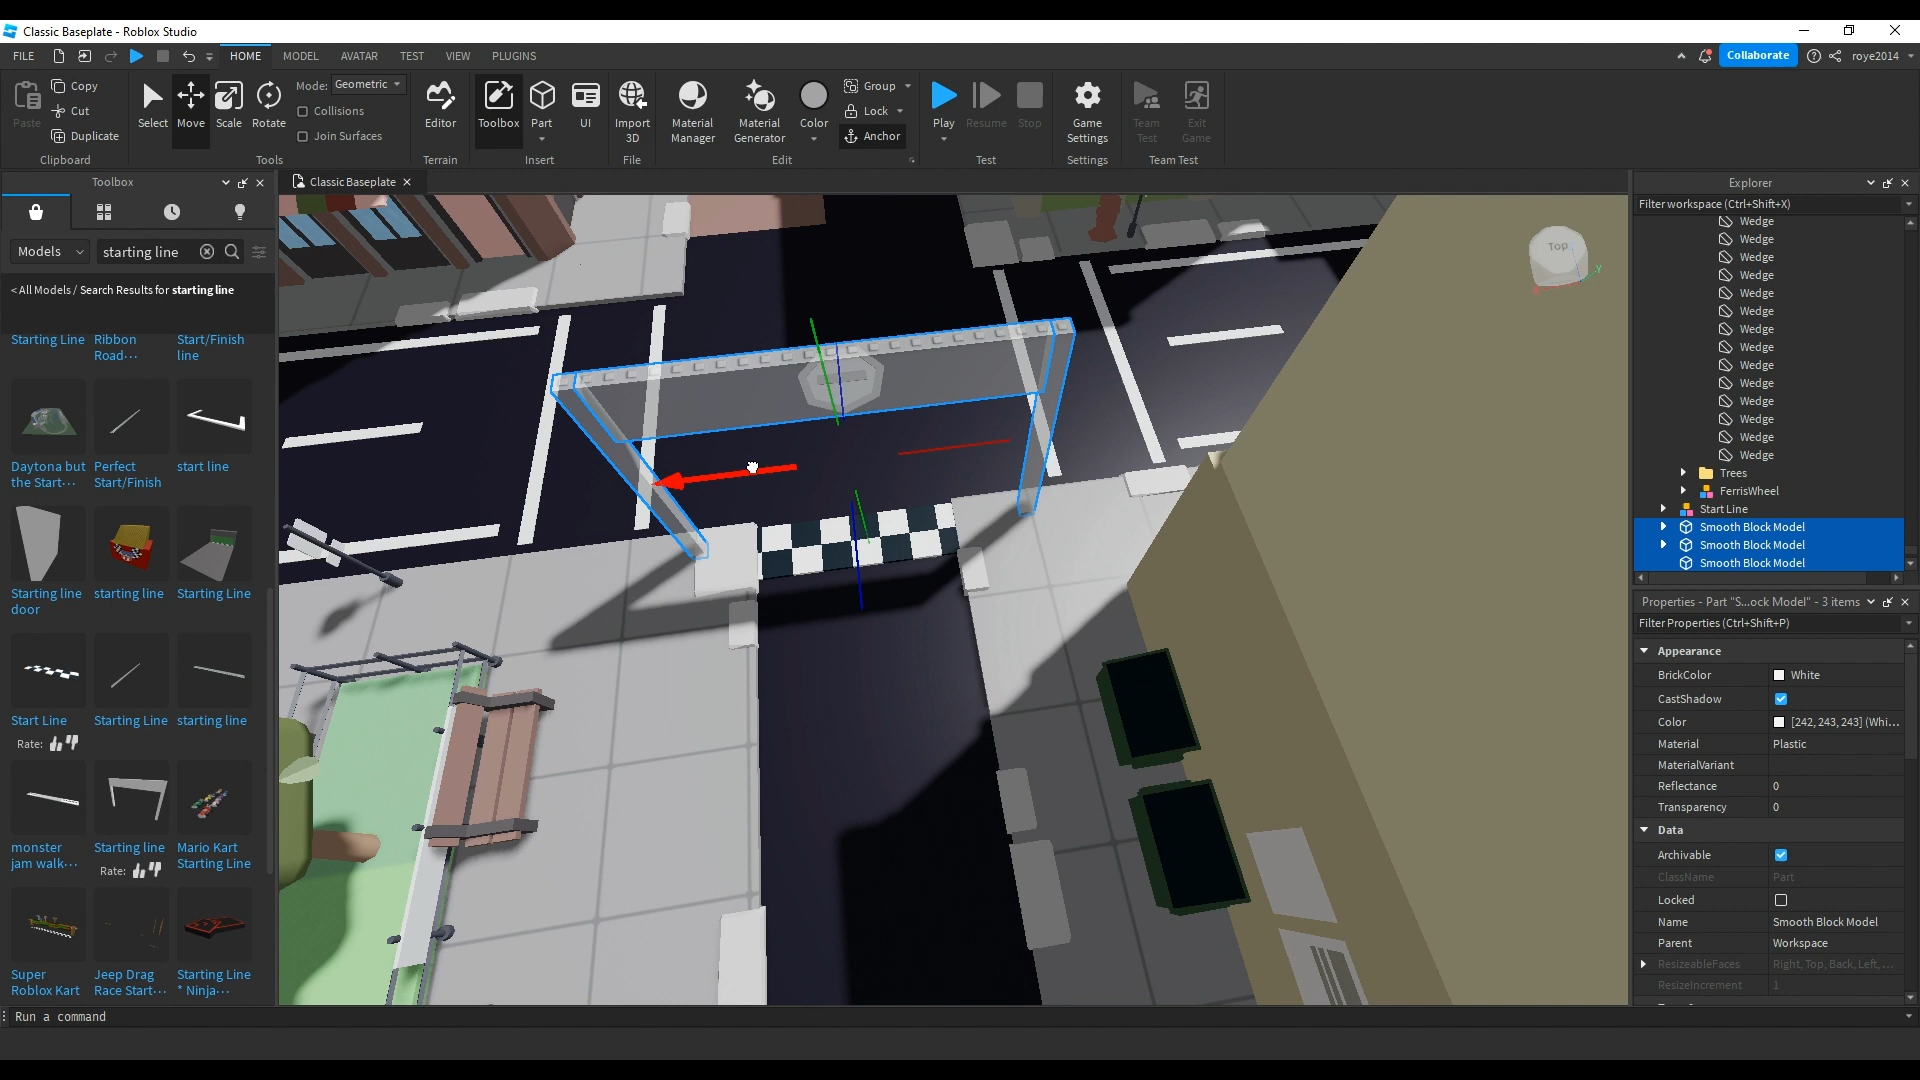 Classic Baseplate - Roblox Studio
FILE
HOME
MODEL
AVATAR
TEST
VIEW
PLUGINS
Collaborate
roye2014
Paste
Copy
Cut
Duplicate
Clipboard
Select
Move
Scale
Rotate
Mode: Geometric
Collisions
Join Surfaces
Tools
Editor
Terrain
Toolbox
Part
UI
Insert
Import
3D
File
Material
Manager
Material
Generator
Color
Group
Lock
Anchor
Edit
Play
Resume
Stop
Test
Game
Settings
Settings
Team
Test
Exit
Game
Team Test
Toolbox
Models
starting line
< All Models / Search Results for starting line
Starting Line
Ribbon
Road...
Start/Finish
line
Daytona but
the Start...
Perfect
Start/Finish
start line
Starting line
door
starting line
Starting Line
Start Line
Rate:
Starting Line
starting line
monster
jam walk...
Starting line
Rate:
Mario Kart
Starting Line
Super
Roblox Kart
Jeep Drag
Race Start...
Starting Line
* Ninja...
Classic Baseplate
Top
Y
Explorer
Filter workspace (Ctrl+Shift+X)
Wedge
Wedge
Wedge
Wedge
Wedge
Wedge
Wedge
Wedge
Wedge
Wedge
Wedge
Wedge
Wedge
Wedge
Trees
FerrisWheel
Start Line
Smooth Block Model
Smooth Block Model
Smooth Block Model
Properties - Part "S...ock Model" - 3 items
Filter Properties (Ctrl+Shift+P)
Appearance
BrickColor White
CastShadow
Color [242, 243, 243] (Whi...
Material Plastic
MaterialVariant
Reflectance 0
Transparency 0
Data
Archivable
ClassName Part
Locked
Name Smooth Block Model
Parent Workspace
ResizeableFaces Right, Top, Back, Left, ...
ResizeIncrement 1
Run a command